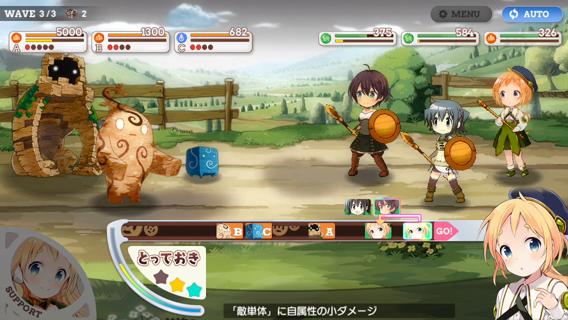 WAVE 3/3 2
MENU
AUTO
5000
1300
682
A
B
C
375
584
326
B
C
A
GO!
とっておき
SUPPORT
「敵単体」に自属性の小ダメージ